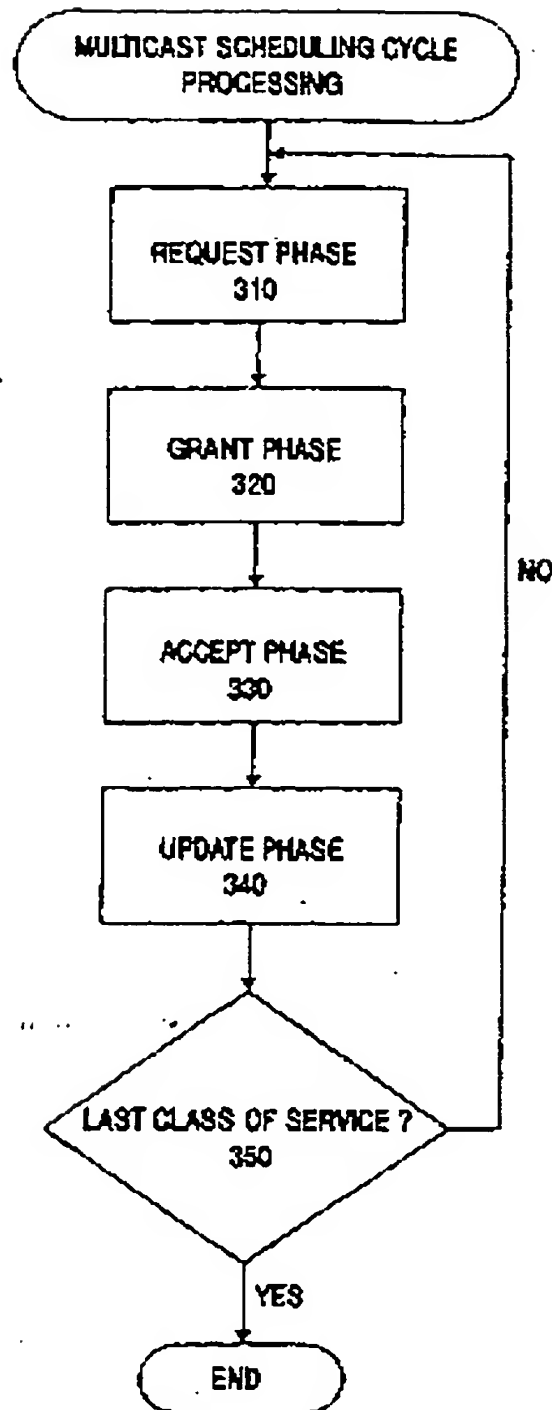 MULTICAST SCHEDULING CYCLE
PROCESSING
REQUEST PHASE
310
GRANT PHASE
320
NO
ACCEPT PHASE
330
UPDATE PHASE
340
LAST CLASS OF SERVICE ?
350
YES
END